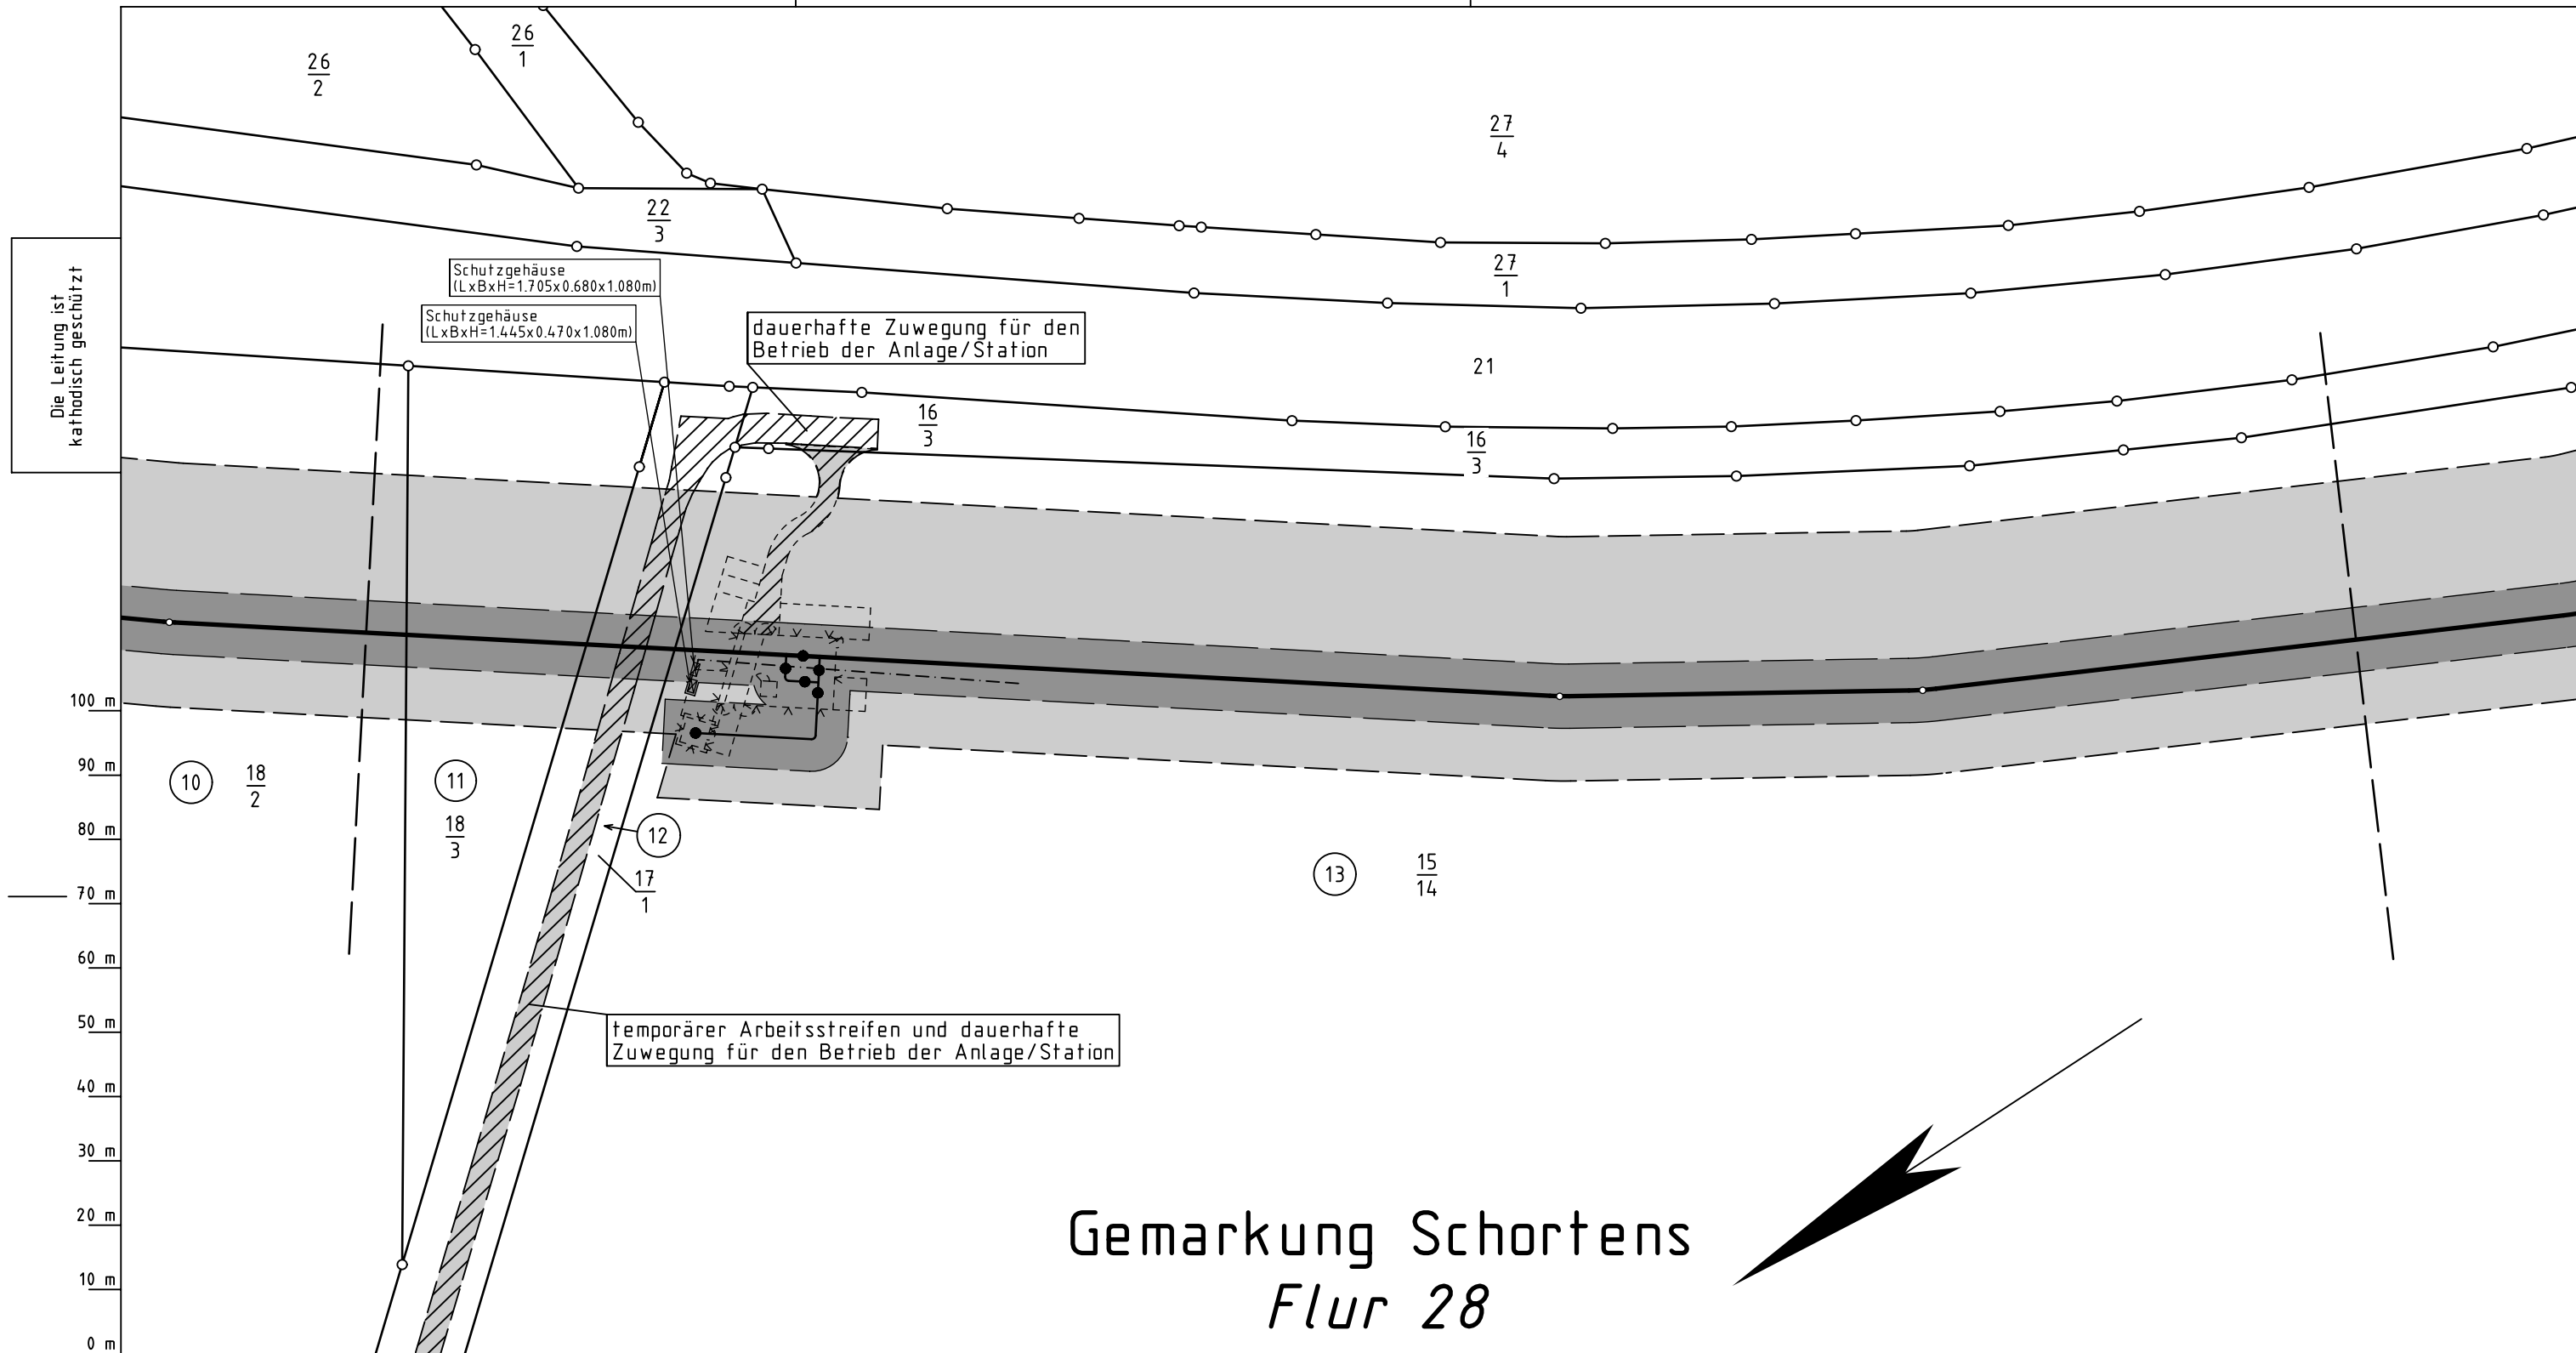 26
1
26
2
27
4
22
3
27
1
Die Leitung ist
kathodisch geschützt
Schutzgehäuse
(LxBxH=1.705x0.680x1.080m)
Schutzgehäuse
(LxBxH=1.445x0.470x1.080m)
dauerhafte Zuwegung für den
Betrieb der Anlage/Station
21
16
3
16
3
100 m
90 m
80 m
70 m
60 m
50 m
40 m
30 m
20 m
10 m
0 m
10
18
2
11
18
3
12
17
1
13
15
14
temporärer Arbeitsstreifen und dauerhafte
Zuwegung für den Betrieb der Anlage/Station
Gemarkung Schortens
Flur 28